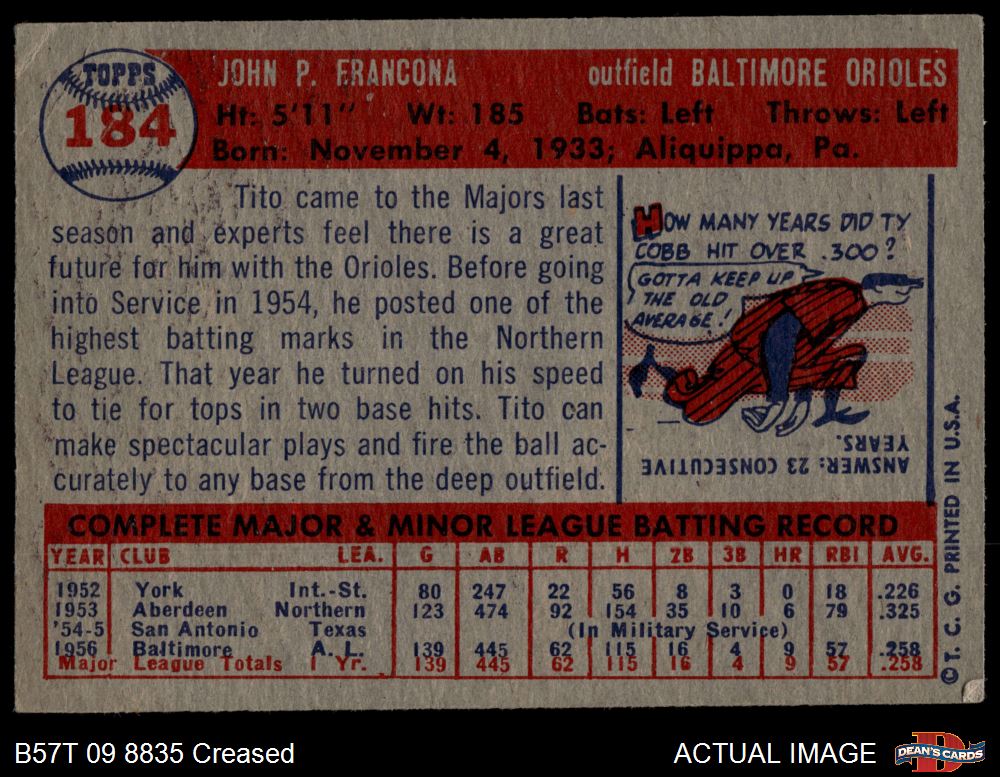 TOPPS
184
JOHN P. FRANCONA outfield BALTIMORE ORIOLES
Ht: 5'11" Wt: 185 Bats: Left Throws: Left
Born: November 4, 1933; Aliquippa, Pa.
Tito came to the Majors last
season and experts feel there is a great
future for him with the Orioles. Before going
into Service in 1954, he posted one of the
highest batting marks in the Northern
League. That year he turned on his speed
to tie for tops in two base hits. Tito can
make spectacular plays and fire the ball ac-
curately to any base from the deep outfield.
HOW MANY YEARS DID TY
COBB HIT OVER .300?
GOTTA KEEP UP
THE OLD
AVERAGE!
ANSWER: 23 CONSECUTIVE
YEARS.
COMPLETE MAJOR & MINOR LEAGUE BATTING RECORD
YEAR CLUB LEA. G AB R H 2B 3B HR RBI AVG.
1952 York Int.-St. 80 247 22 56 8 3 0 18 .226
1953 Aberdeen Northern 123 474 92 154 35 10 6 79 .325
'54-5 San Antonio Texas (In Military Service)
1956 Baltimore A. L. 139 445 62 115 16 4 9 57 .258
Major League Totals 1 Yr. 139 445 62 115 16 4 9 57 .258
©T. C. G. PRINTED IN U.S.A.
B57T 09 8835 Creased ACTUAL IMAGE
DEAN'S CARDS